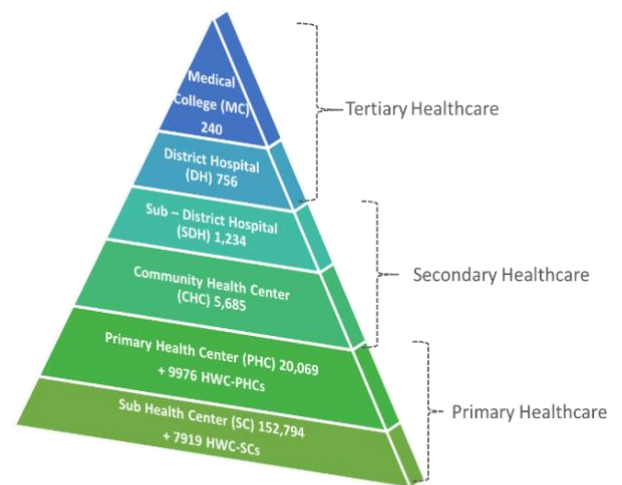 Medical
College (MC)
240
Tertiary Healthcare
District Hospital
(DH) 756
Sub – District Hospital
(SDH) 1,234
Secondary Healthcare
Community Health Center
(CHC) 5,685
Primary Health Center (PHC) 20,069
+ 9976 HWC-PHCs
Primary Healthcare
Sub Health Center (SC) 152,794
+ 7919 HWC-SCs